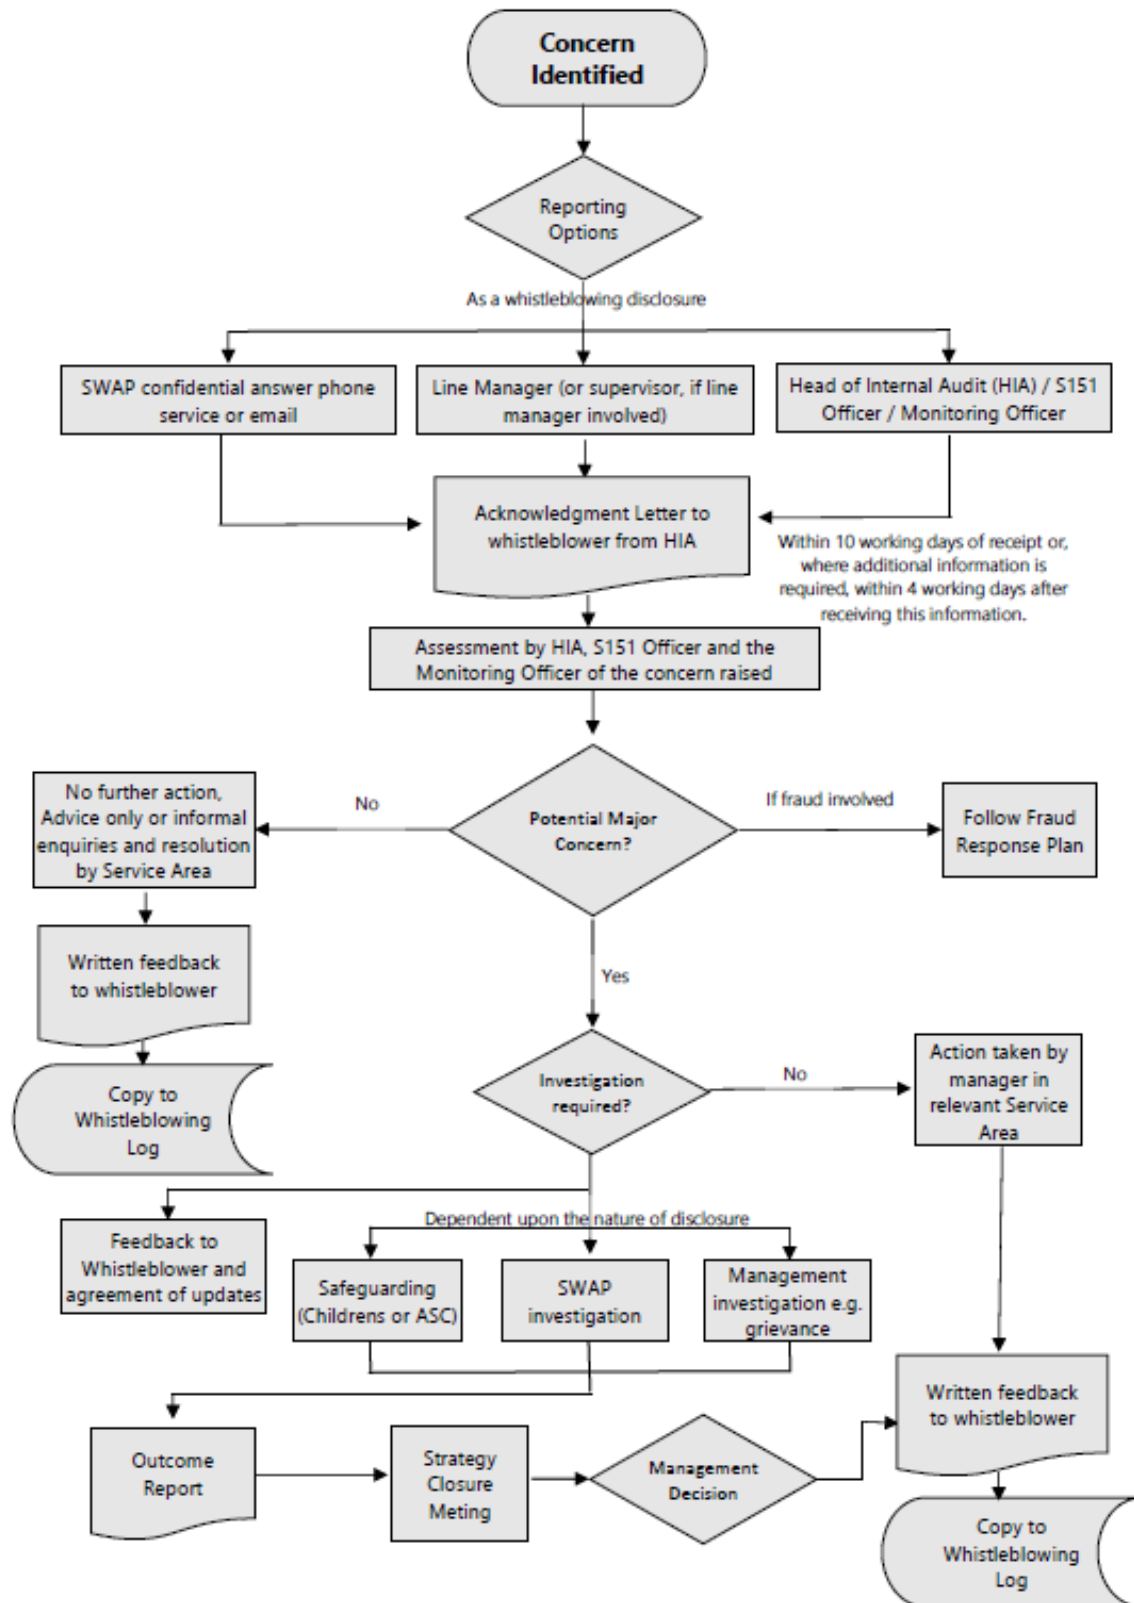 Concern
Identified
Reporting
Options
As a whistleblowing disclosure
SWAP confidential answer phone
service or email
Line Manager (or supervisor, if line
manager involved)
Head of Internal Audit (HIA) / S151
Officer / Monitoring Officer
Acknowledgment Letter to
whistleblower from HIA
Within 10 working days of receipt or,
where additional information is
required, within 4 working days after
receiving this information.
Assessment by HIA, S151 Officer and the
Monitoring Officer of the concern raised
No further action,
Advice only or informal
enquiries and resolution
by Service Area
No
Potential Major
Concern?
If fraud involved
Follow Fraud
Response Plan
Written feedback
to whistleblower
Yes
Copy to
Whistleblowing
Log
Investigation
required?
No
Action taken by
manager in
relevant Service
Area
Feedback to
Whistleblower and
agreement of updates
Dependent upon the nature of disclosure
Safeguarding
(Childrens or ASC)
SWAP
investigation
Management
investigation e.g.
grievance
Written feedback
to whistleblower
Outcome
Report
Strategy
Closure
Meting
Management
Decision
Copy to
Whistleblowing
Log